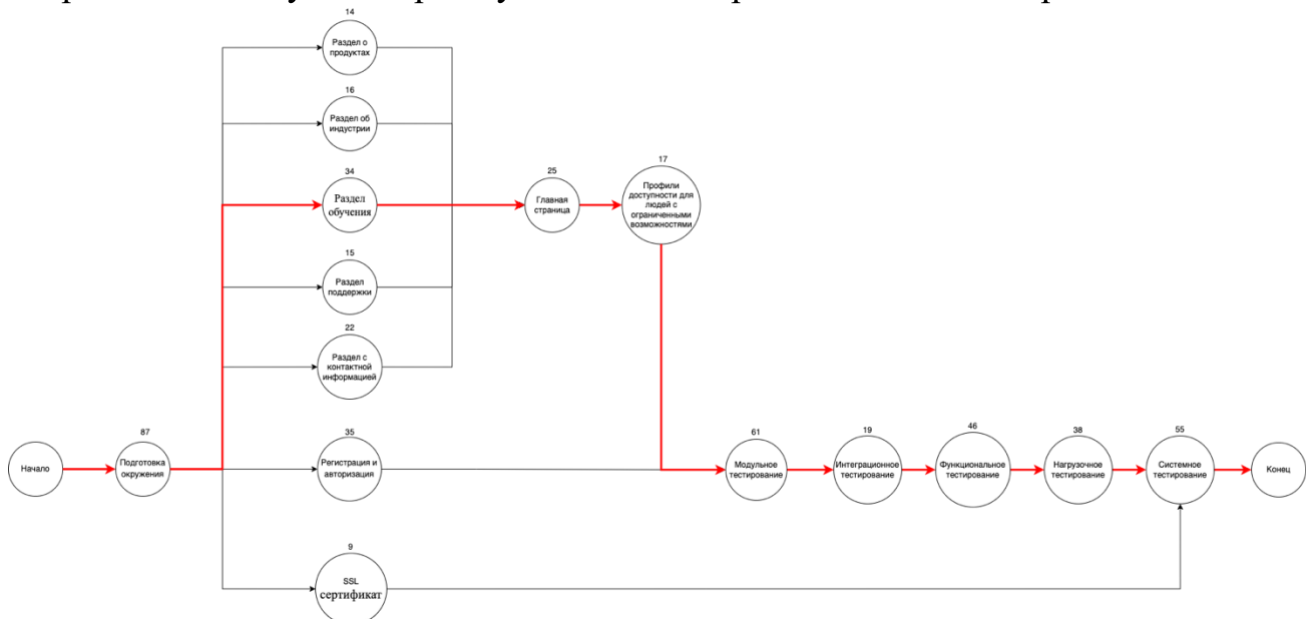 14
Раздел о
продуктах
16
Раздел об
индустрии
34
Раздел
обучения
25
Главная
страница
17
Профили
доступности для
людей с
ограниченными
возможностями
15
Раздел
поддержки
22
Раздел с
контактной
информацией
Начало
87
Подготовка
окружения
35
Регистрация и
авторизация
61
Модульное
тестирование
19
Интеграционное
тестирование
46
Функциональное
тестирование
38
Нагрузочное
тестирование
55
Системное
тестирование
Конец
9
SSL
сертификат